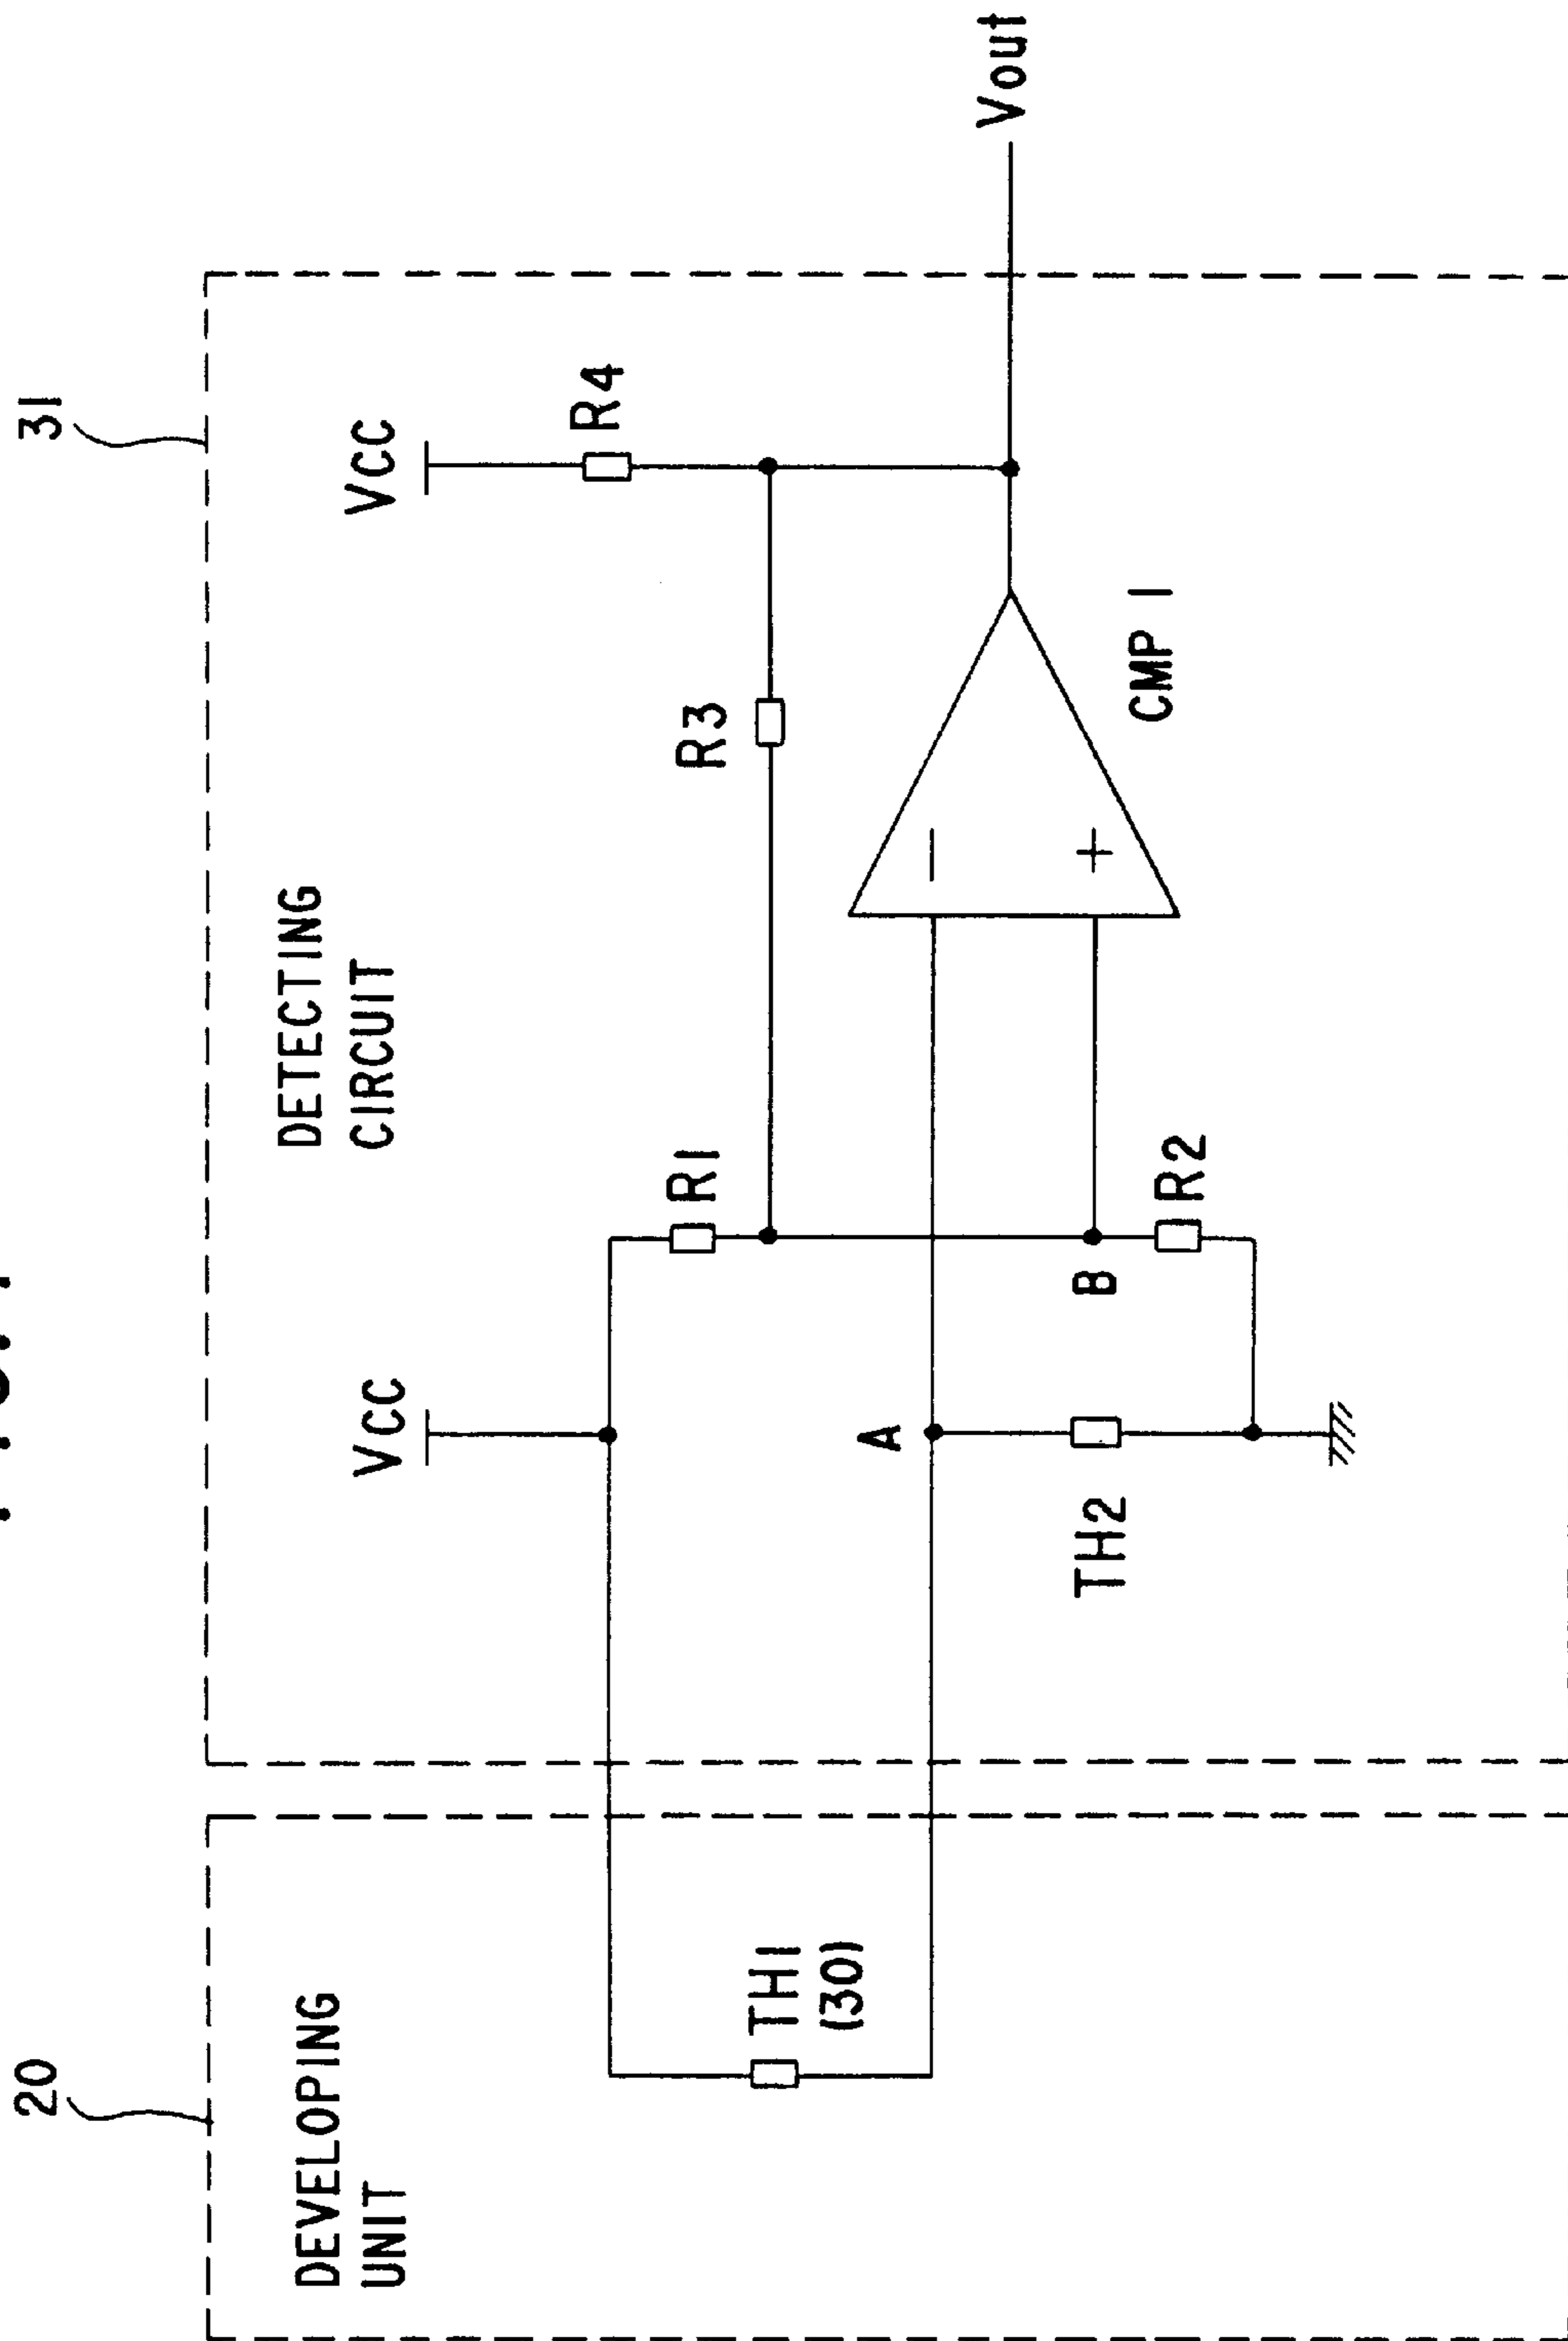 20
31
DEVELOPING
UNIT
DETECTING
CIRCUIT
VCC
VCC
R4
R1
R3
TH1
(30)
A
Vout
B
TH2
R2
CMP 1
−
+